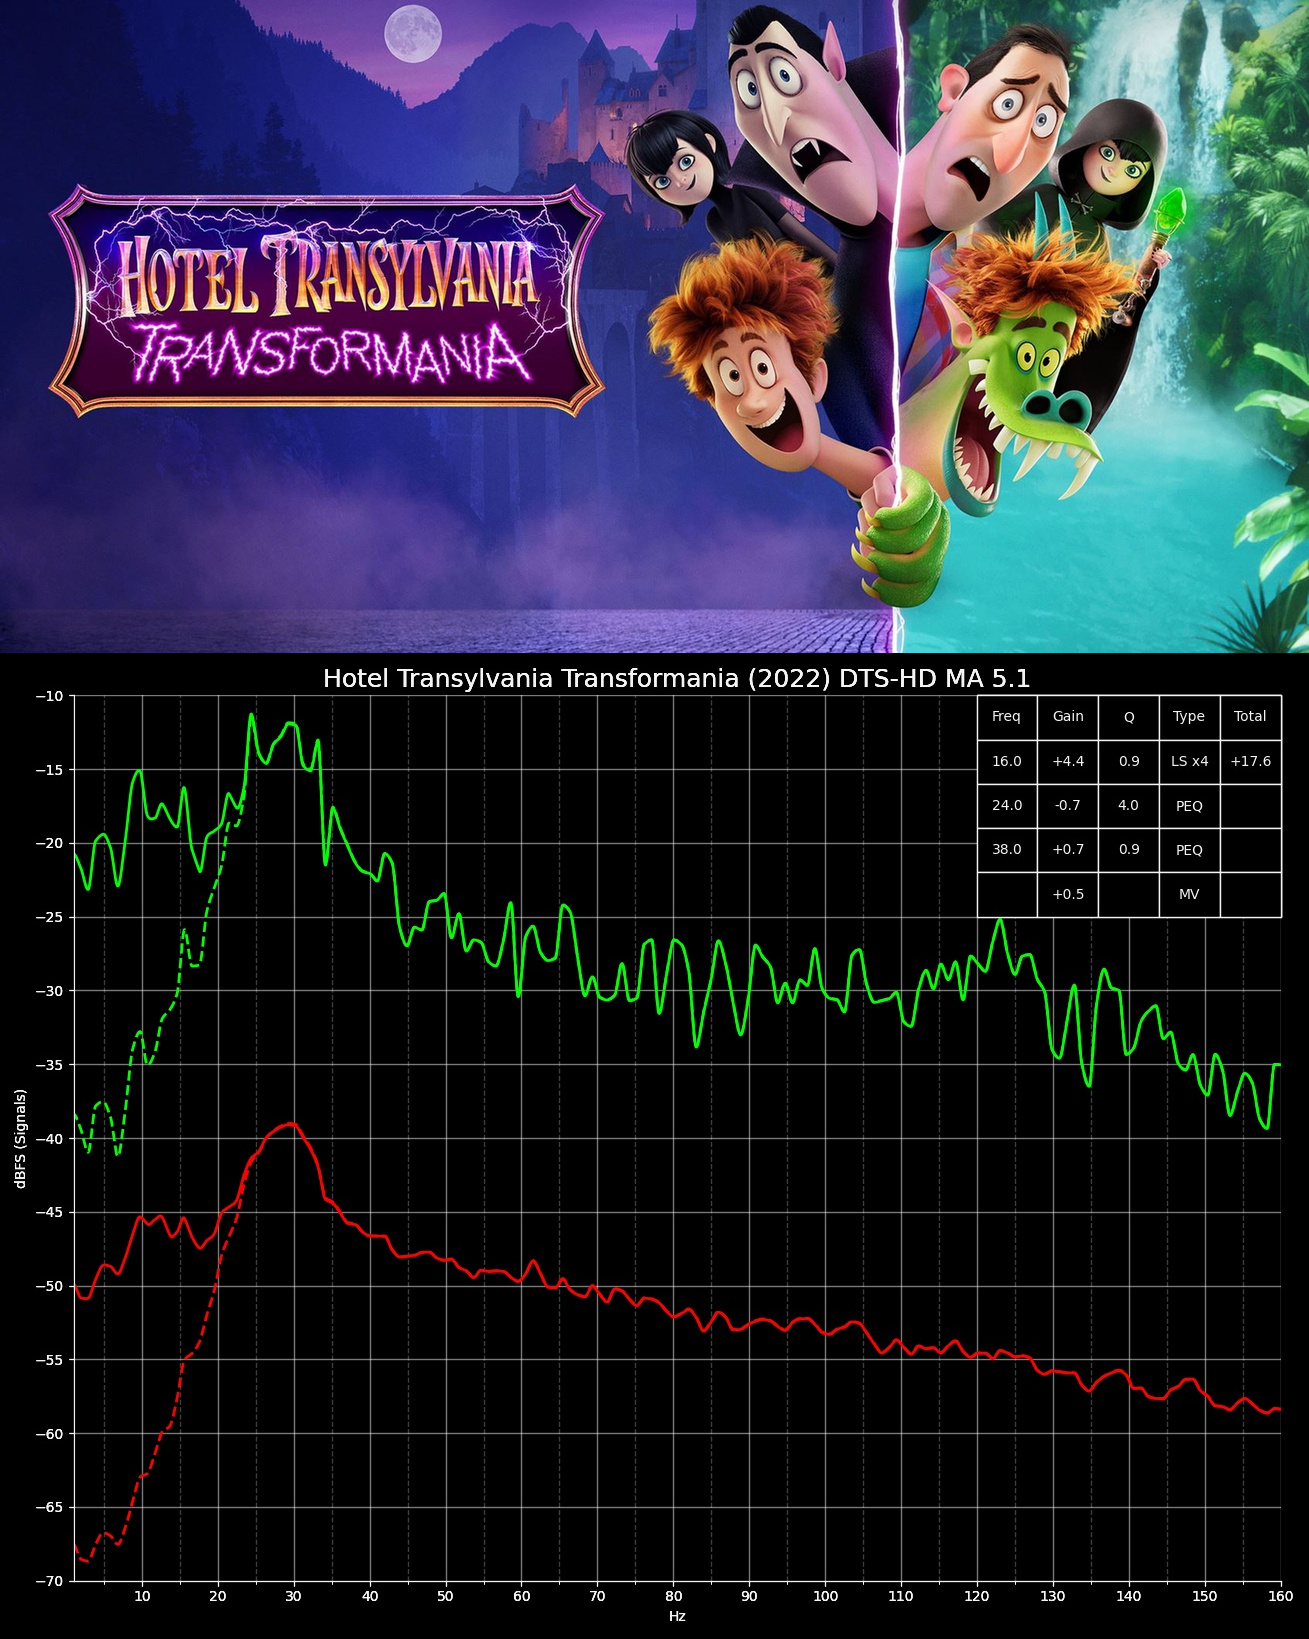 HOTEL TRANSYLVANIA
TRANSFORMANIA
Hotel Transylvania Transformania (2022) DTS-HD MA 5.1
Freq Gain Q Type Total
16.0 +4.4 0.9 LS x4 +17.6
24.0 -0.7 4.0 PEQ
38.0 +0.7 0.9 PEQ
+0.5 MV
−10
−15
−20
−25
−30
−35
−40
−45
−50
−55
−60
−65
−70
dBFS (Signals)
10 20 30 40 50 60 70 80 90 100 110 120 130 140 150 160
Hz